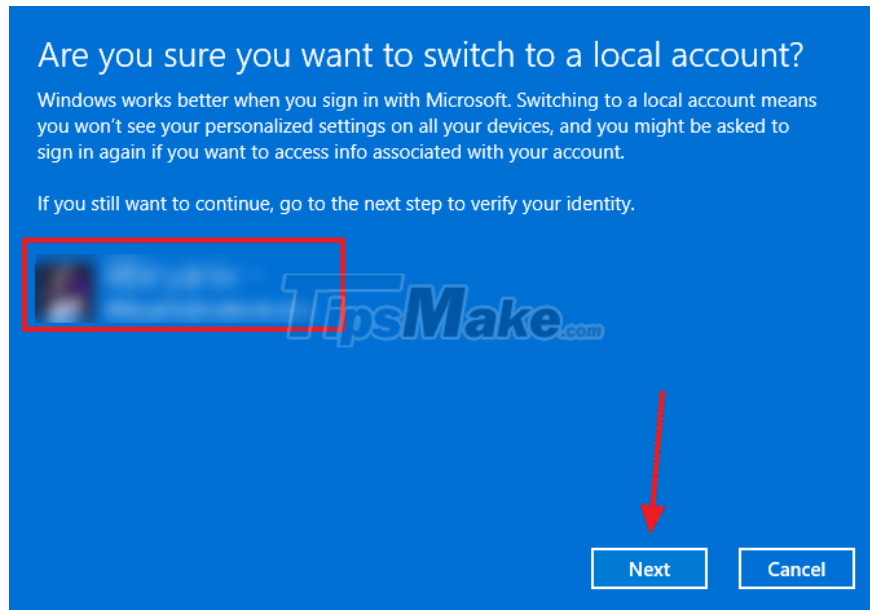 Are you sure you want to switch to a local account?
Windows works better when you sign in with Microsoft. Switching to a local account means
you won't see your personalized settings on all your devices, and you might be asked to
sign in again if you want to access info associated with your account.
If you still want to continue, go to the next step to verify your identity.
TipsMake.com
Next
Cancel